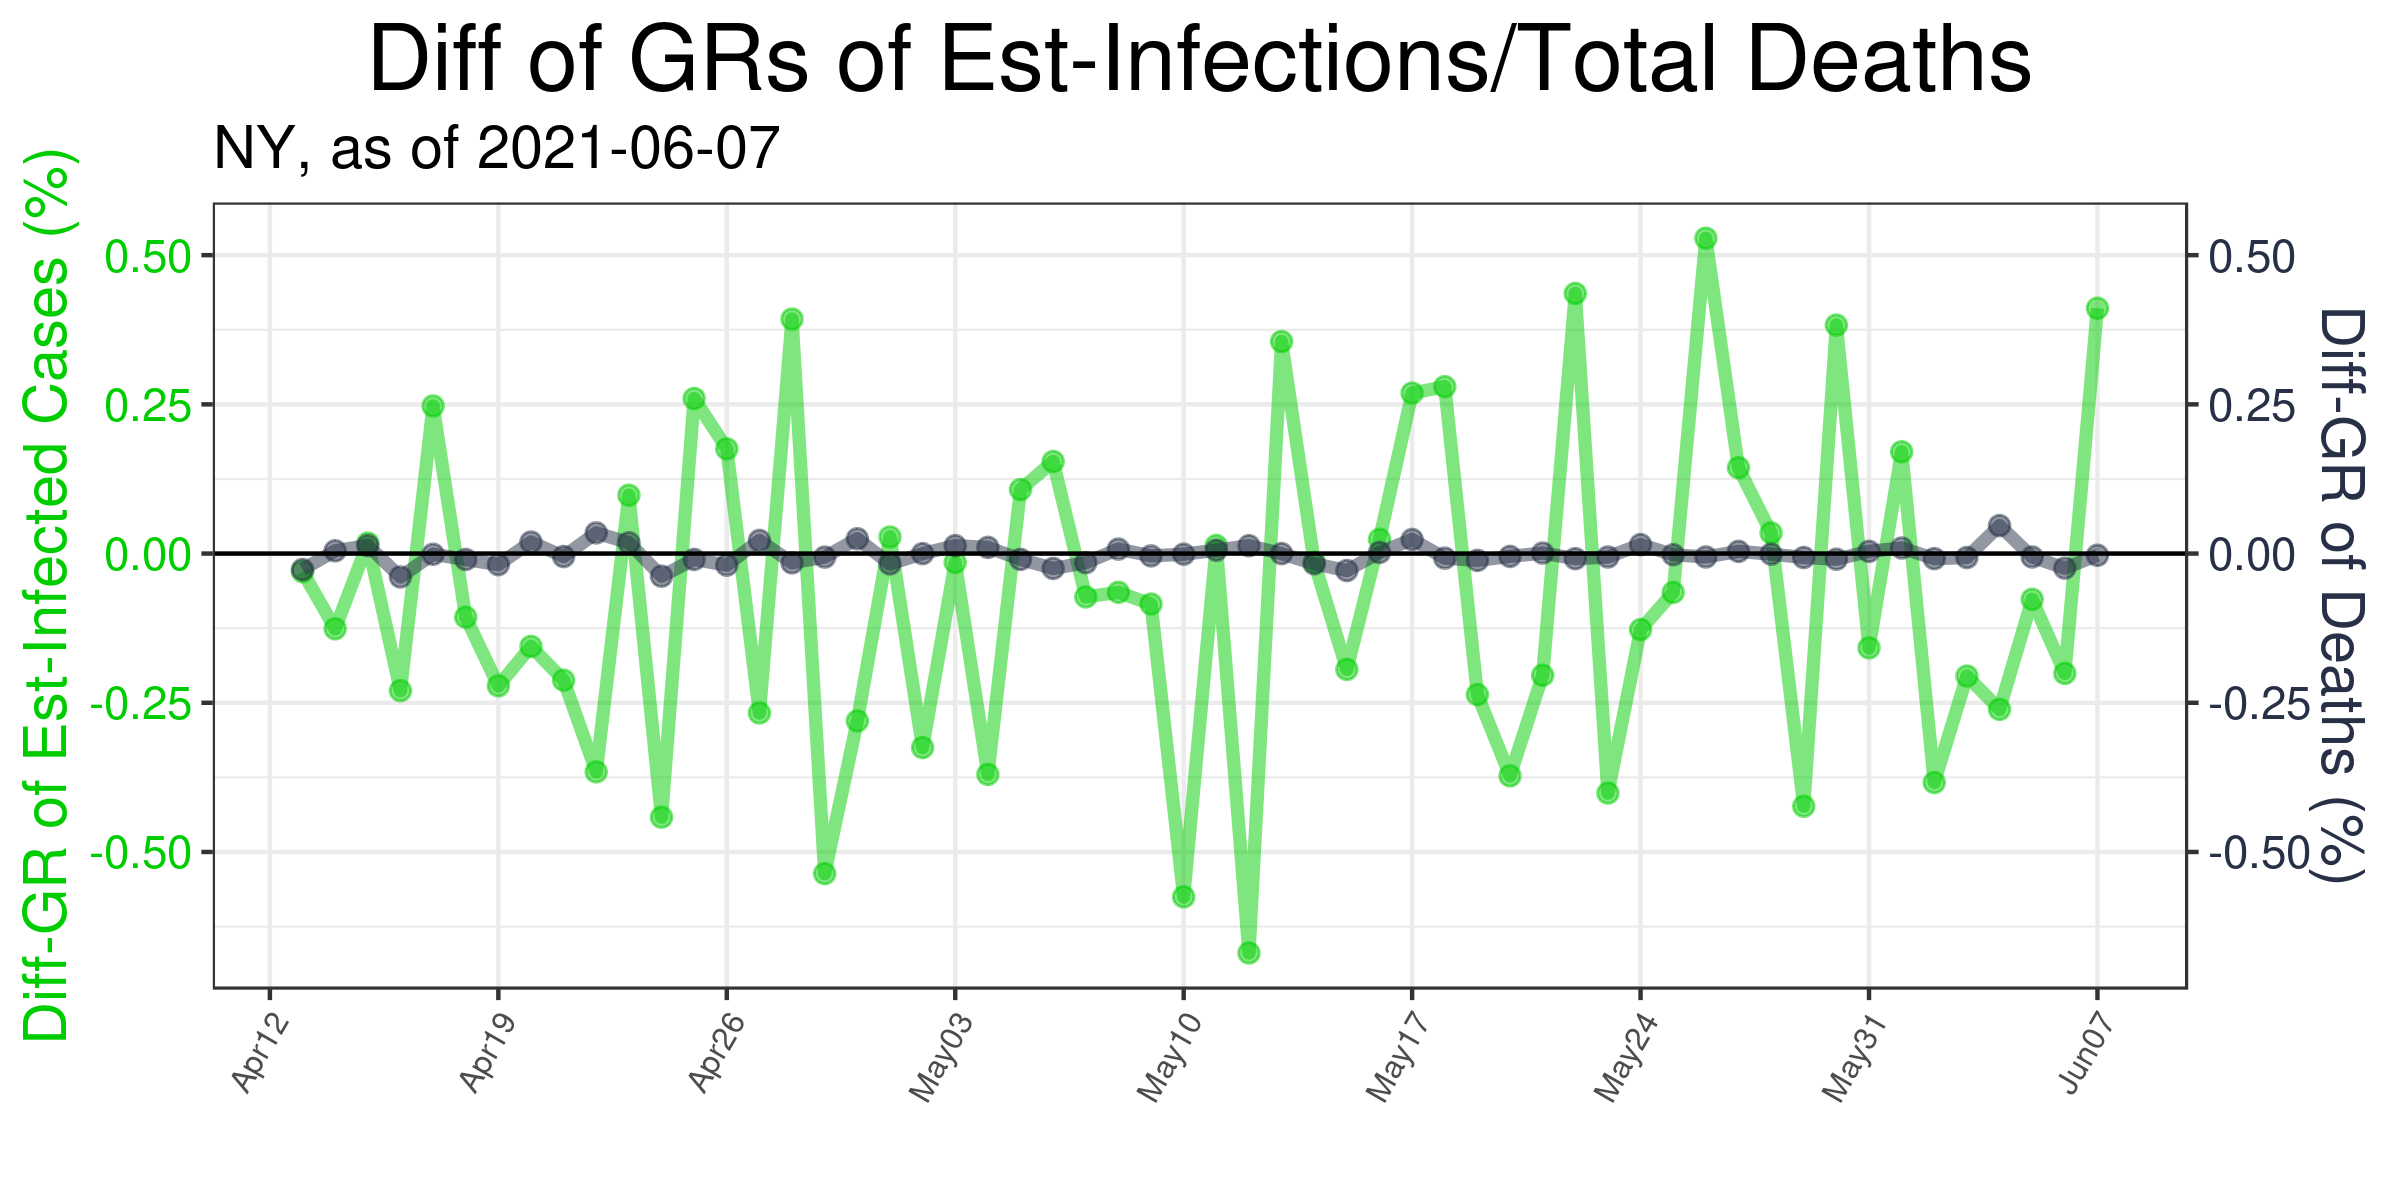 Diff of GRs of Est-Infections/Total Deaths
NY, as of 2021-06-07
Diff-GR of Est-Infected Cases (%)
0.50
0.25
0.00
-0.25
-0.50
0.50
0.25
0.00
-0.25
-0.50
Diff-GR of Deaths (%)
Apr12
Apr19
Apr26
May03
May10
May17
May24
May31
Jun07